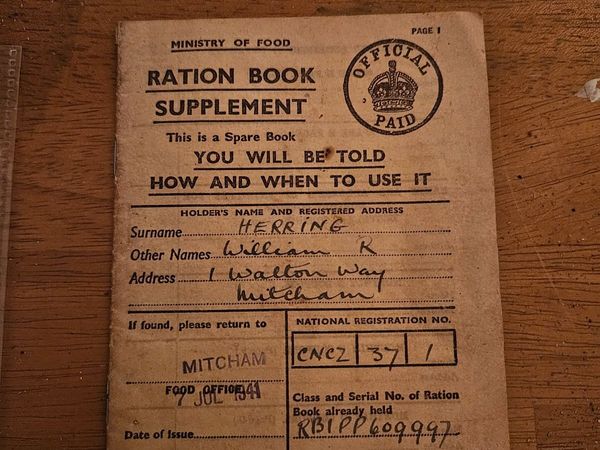 PAGE 1
MINISTRY OF FOOD
OFFICIAL
PAID
RATION BOOK
SUPPLEMENT
This is a Spare Book
YOU WILL BE TOLD
HOW AND WHEN TO USE IT
HOLDER'S NAME AND REGISTERED ADDRESS
Surname HERRING
Other Names William R
Address 1 Walton Way
Mitcham
If found, please return to
MITCHAM
FOOD OFFICE.
7 JUL 1941
Date of Issue
NATIONAL REGISTRATION NO.
CNCZ 37 1
Class and Serial No. of Ration
Book already held
RB1 PP609997